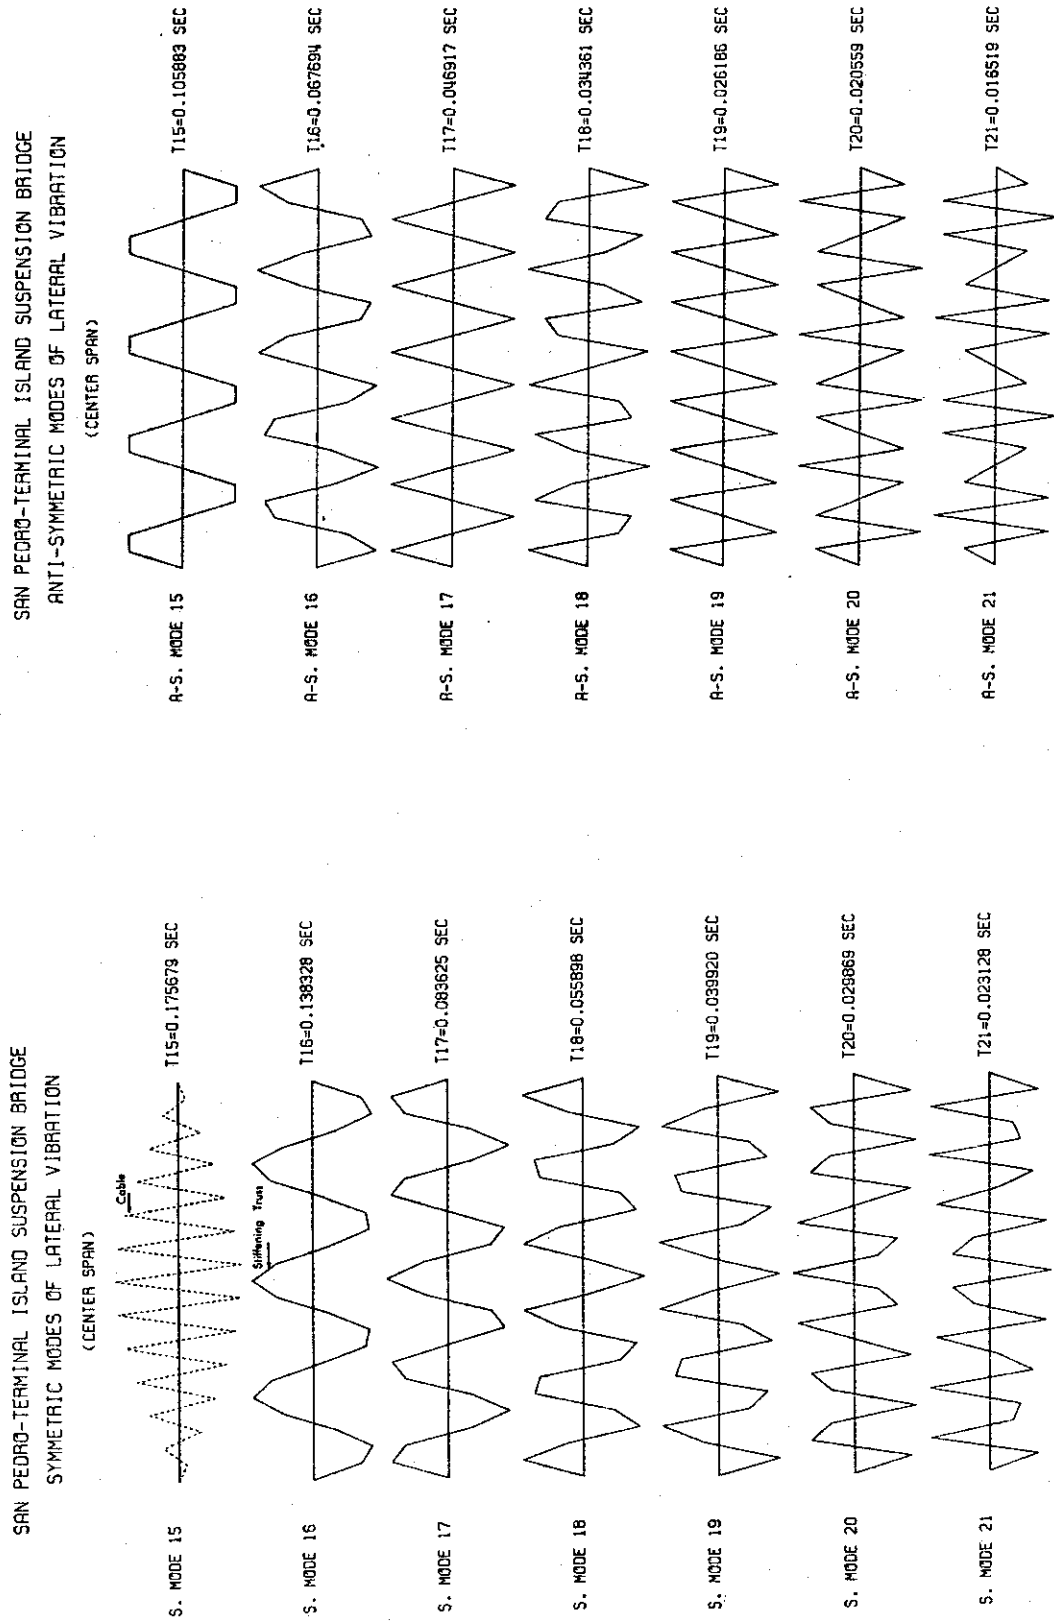 SAN PEDRO-TERMINAL ISLAND SUSPENSION BRIDGE
SYMMETRIC MODES OF LATERAL VIBRATION
(CENTER SPAN)
S. MODE 15
Cable
T15=0.175679 SEC
S. MODE 16
Stiffening Truss
T16=0.138328 SEC
S. MODE 17
T17=0.083625 SEC
S. MODE 18
T18=0.055898 SEC
S. MODE 19
T19=0.039920 SEC
S. MODE 20
T20=0.029869 SEC
S. MODE 21
T21=0.023128 SEC
SAN PEDRO-TERMINAL ISLAND SUSPENSION BRIDGE
ANTI-SYMMETRIC MODES OF LATERAL VIBRATION
(CENTER SPAN)
A-S. MODE 15
T15=0.105883 SEC
A-S. MODE 16
T16=0.067694 SEC
A-S. MODE 17
T17=0.046917 SEC
A-S. MODE 18
T18=0.034361 SEC
A-S. MODE 19
T19=0.026186 SEC
A-S. MODE 20
T20=0.020559 SEC
A-S. MODE 21
T21=0.016519 SEC